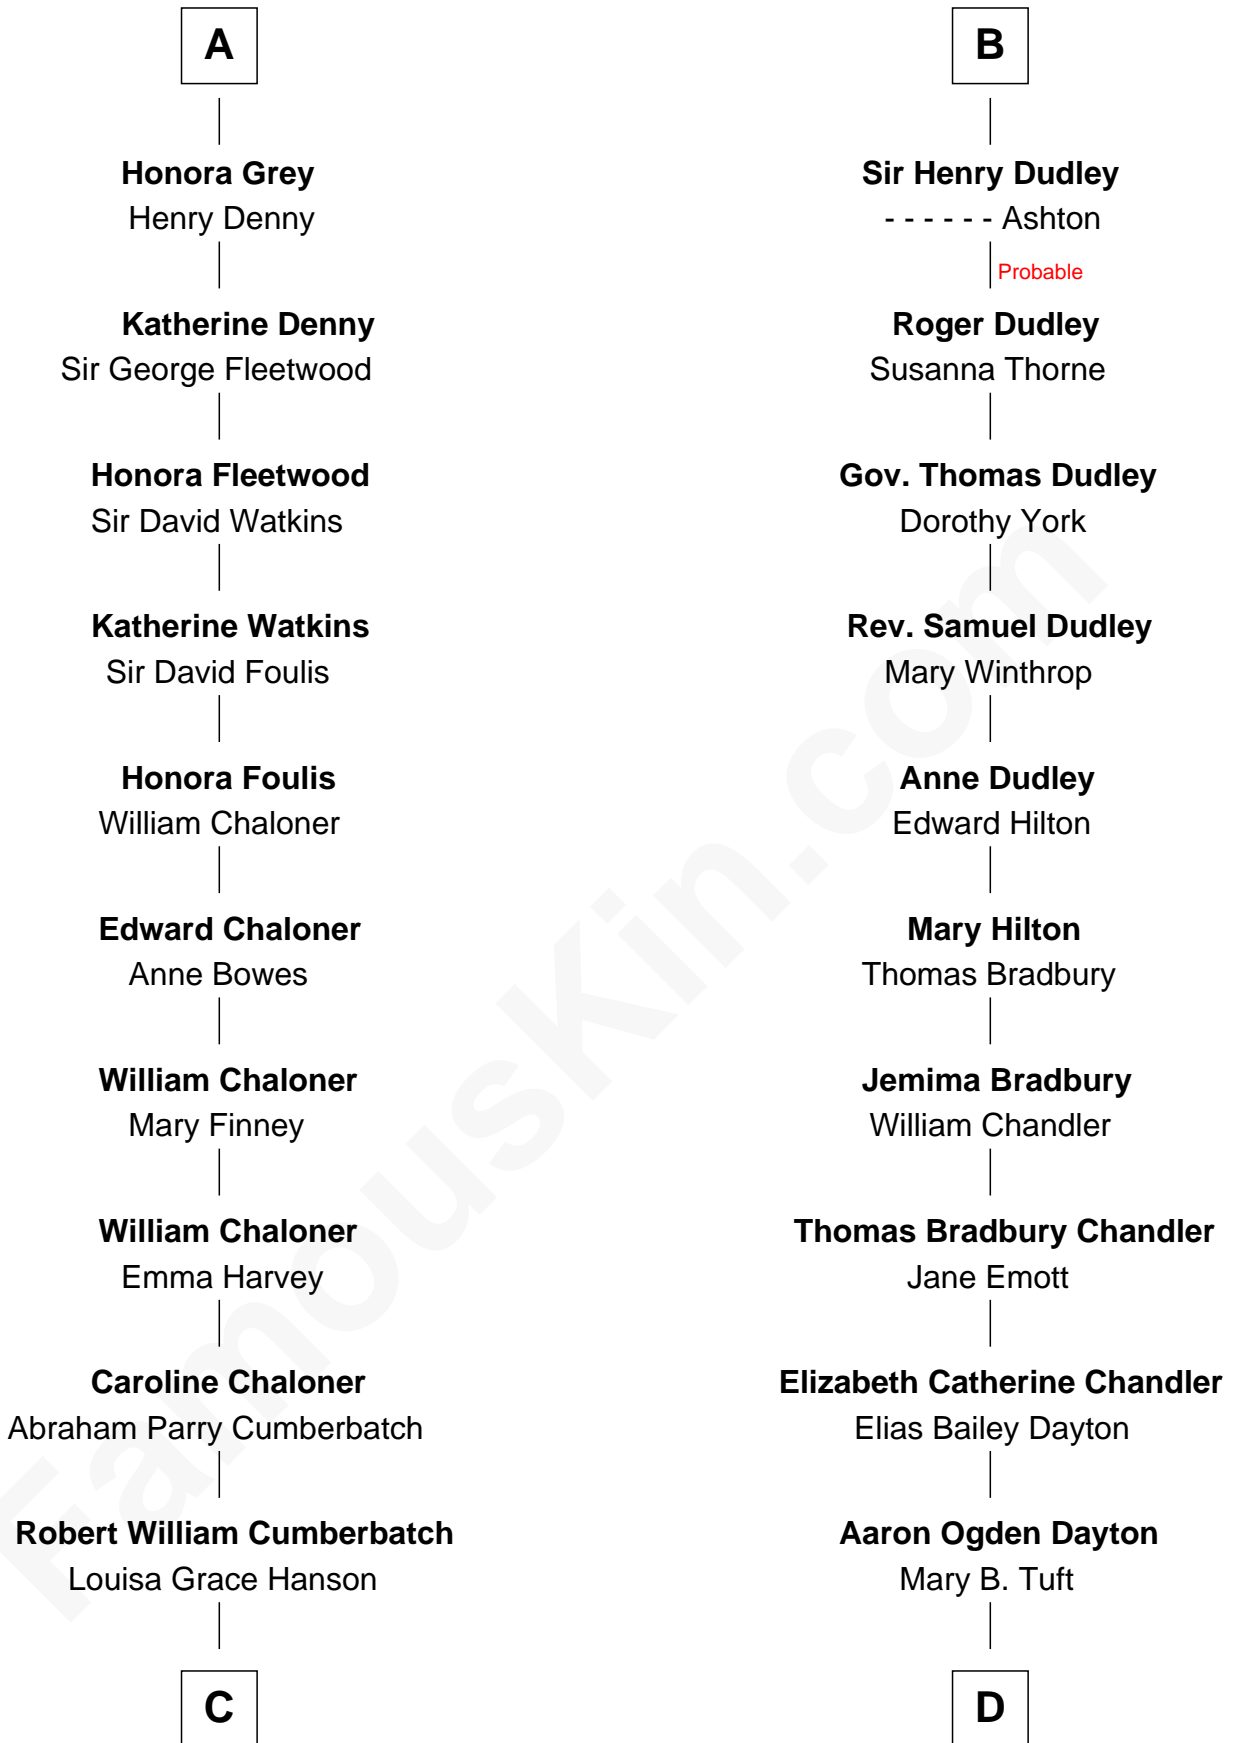 A
Honora Grey
Henry Denny
Katherine Denny
Sir George Fleetwood
Honora Fleetwood
Sir David Watkins
Katherine Watkins
Sir David Foulis
Honora Foulis
William Chaloner
Edward Chaloner
Anne Bowes
William Chaloner
Mary Finney
William Chaloner
Emma Harvey
Caroline Chaloner
Abraham Parry Cumberbatch
Robert William Cumberbatch
Louisa Grace Hanson
C
B
Sir Henry Dudley
- - - - - - Ashton
Probable
Roger Dudley
Susanna Thorne
Gov. Thomas Dudley
Dorothy York
Rev. Samuel Dudley
Mary Winthrop
Anne Dudley
Edward Hilton
Mary Hilton
Thomas Bradbury
Jemima Bradbury
William Chandler
Thomas Bradbury Chandler
Jane Emott
Elizabeth Catherine Chandler
Elias Bailey Dayton
Aaron Ogden Dayton
Mary B. Tuft
D
FamousKin.com